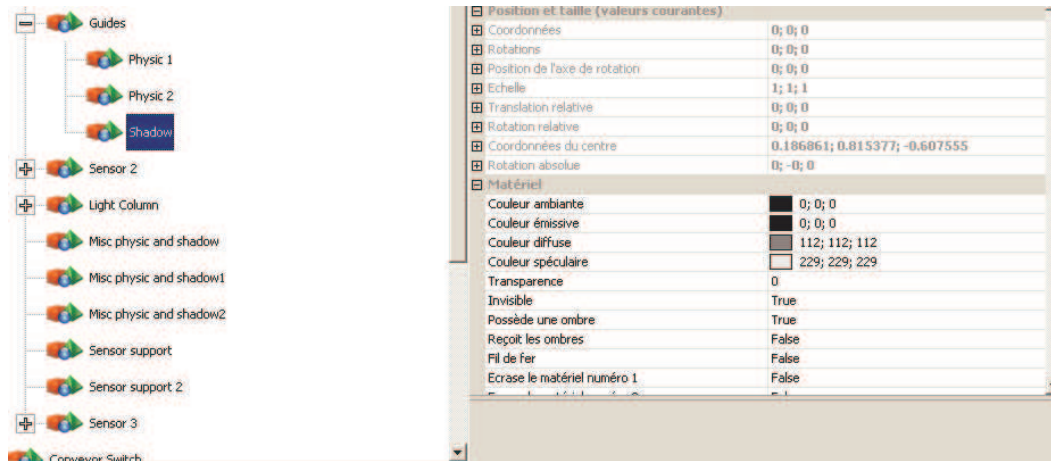 Guides
Physic 1
Physic 2
Shadow
Sensor 2
Light Column
Misc physic and shadow
Misc physic and shadow1
Misc physic and shadow2
Sensor support
Sensor support 2
Sensor 3
Conveyor Switch
Position et taille (valeurs courantes)
Coordonnées 0; 0; 0
Rotations 0; 0; 0
Position de l'axe de rotation 0; 0; 0
Echelle 1; 1; 1
Translation relative 0; 0; 0
Rotation relative 0; 0; 0
Coordonnées du centre 0.186861; 0.815377; -0.607555
Rotation absolue 0; -0; 0
Matériel
Couleur ambiante 0; 0; 0
Couleur émissive 0; 0; 0
Couleur diffuse 112; 112; 112
Couleur spéculaire 229; 229; 229
Transparence 0
Invisible True
Possède une ombre True
Reçoit les ombres False
Fil de fer False
Ecrase le matériel numéro 1 False